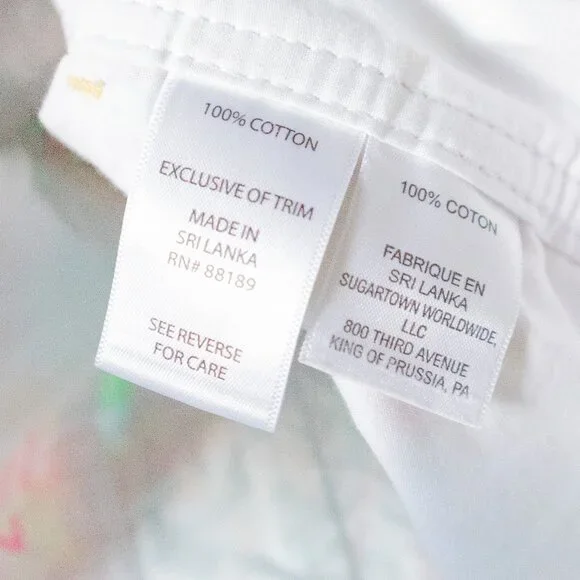 100% COTTON
EXCLUSIVE OF TRIM
MADE IN
SRI LANKA
RN# 88189
SEE REVERSE
FOR CARE
100% COTON
FABRIQUE EN
SRI LANKA
SUGARTOWN WORLDWIDE,
LLC
800 THIRD AVENUE
KING OF PRUSSIA, PA